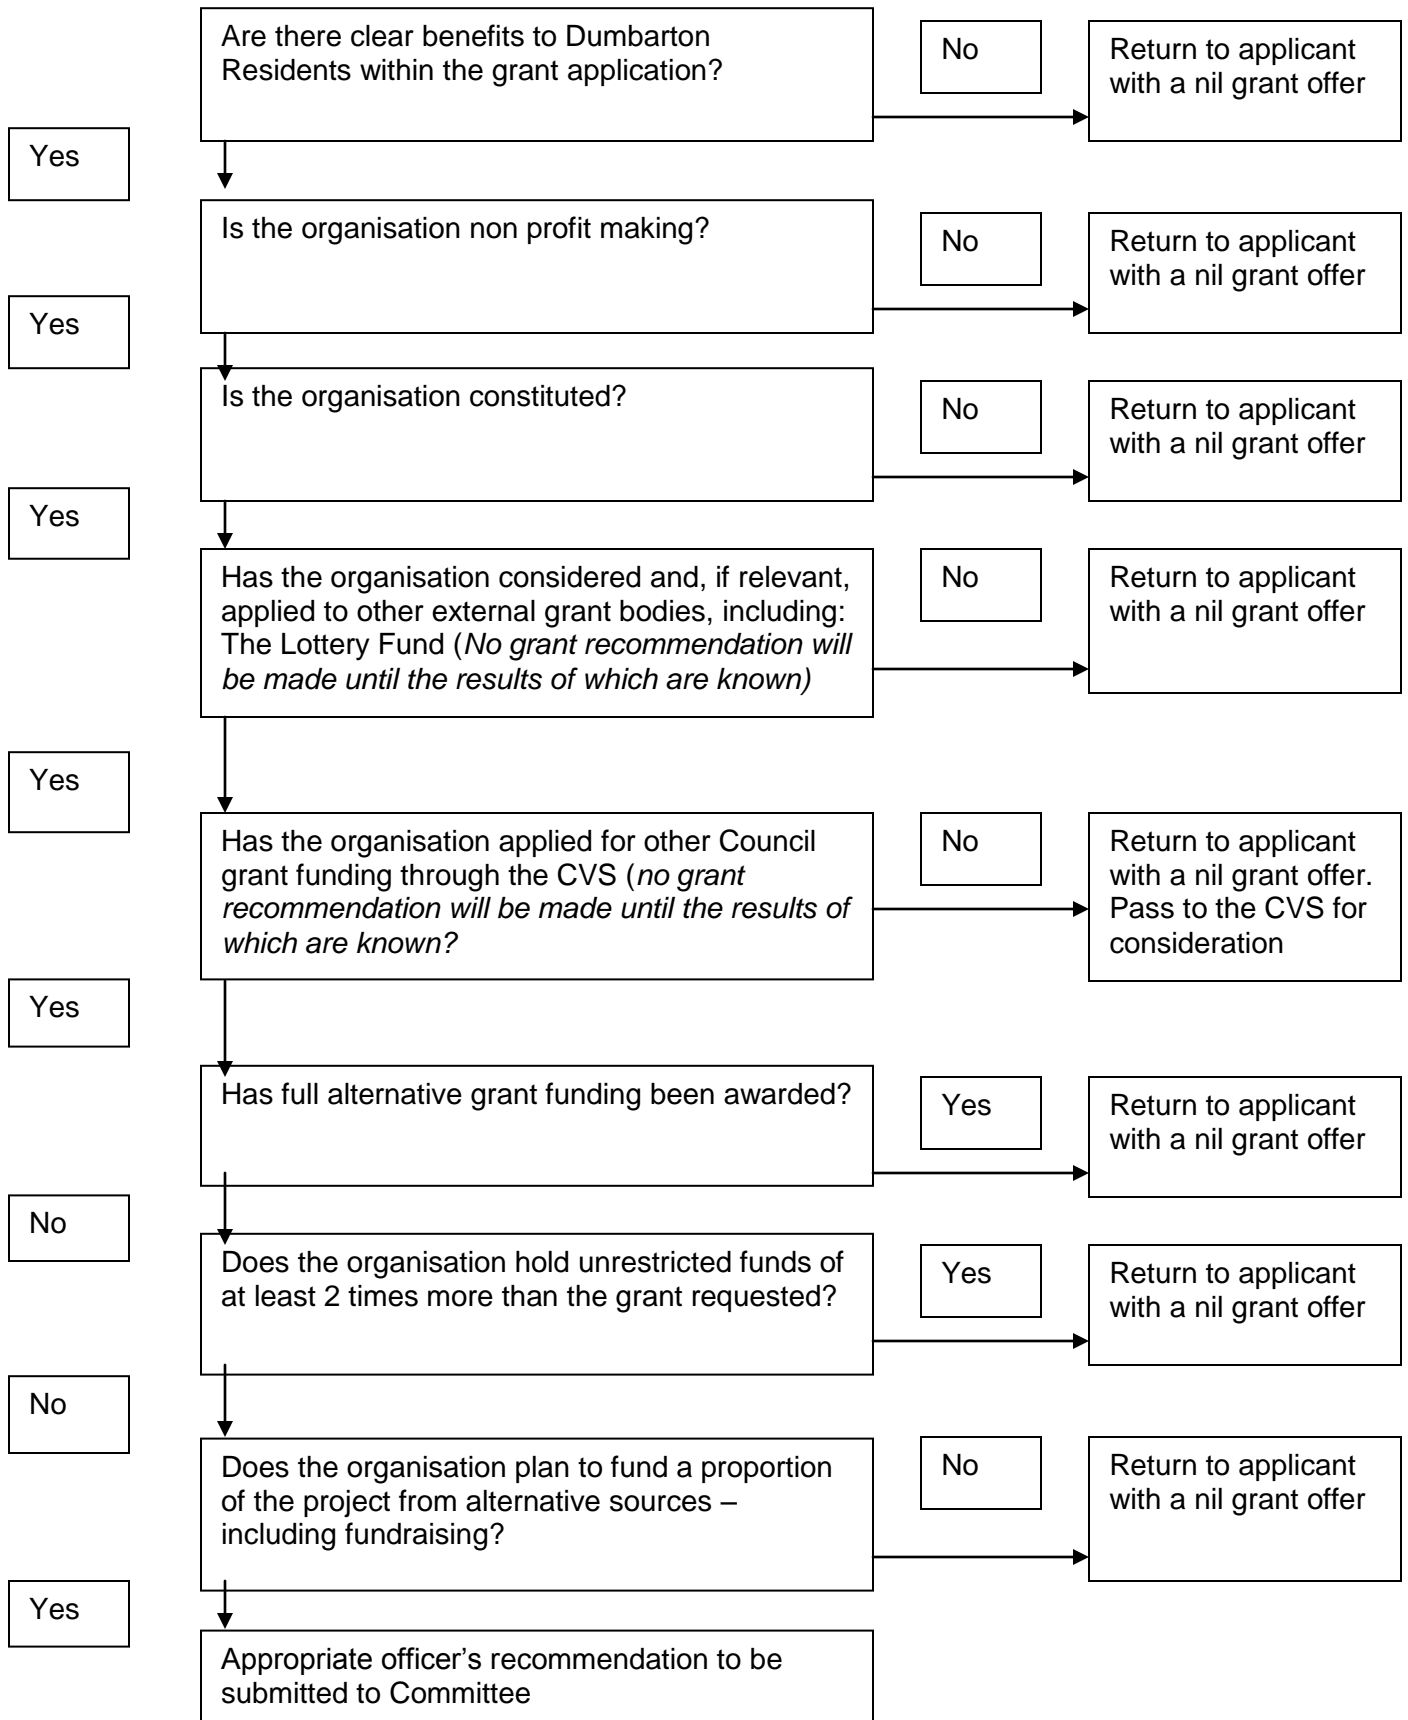 Are there clear benefits to Dumbarton
Residents within the grant application?
No
Return to applicant
with a nil grant offer
Yes
Is the organisation non profit making?
No
Return to applicant
with a nil grant offer
Yes
Is the organisation constituted?
No
Return to applicant
with a nil grant offer
Yes
Has the organisation considered and, if relevant,
applied to other external grant bodies, including:
The Lottery Fund (No grant recommendation will
be made until the results of which are known)
No
Return to applicant
with a nil grant offer
Yes
Has the organisation applied for other Council
grant funding through the CVS (no grant
recommendation will be made until the results of
which are known?
No
Return to applicant
with a nil grant offer.
Pass to the CVS for
consideration
Yes
Has full alternative grant funding been awarded?
Yes
Return to applicant
with a nil grant offer
No
Does the organisation hold unrestricted funds of
at least 2 times more than the grant requested?
Yes
Return to applicant
with a nil grant offer
No
Does the organisation plan to fund a proportion
of the project from alternative sources –
including fundraising?
No
Return to applicant
with a nil grant offer
Yes
Appropriate officer’s recommendation to be
submitted to Committee